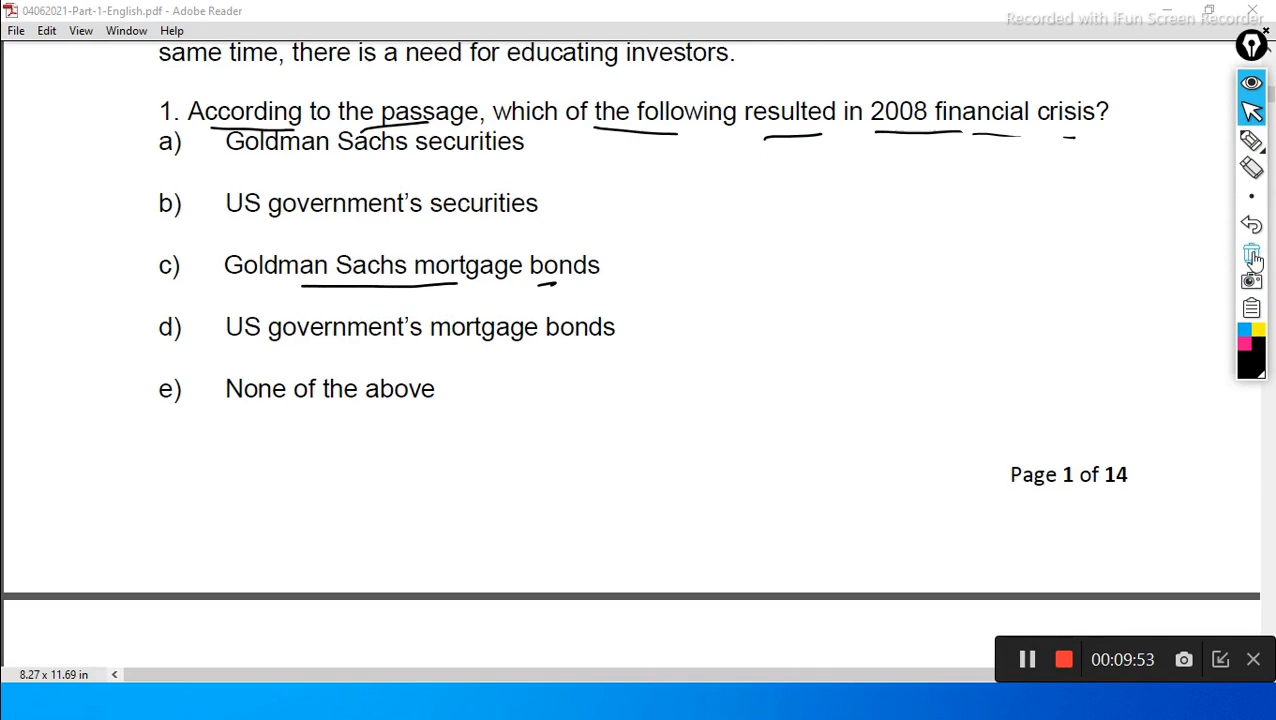 04062021-Part-1-English.pdf - Adobe Reader
Recorded with iFun Screen Recorder
File Edit View Window Help
same time, there is a need for educating investors.
1. According to the passage, which of the following resulted in 2008 financial crisis?
a) Goldman Sachs securities
b) US government’s securities
c) Goldman Sachs mortgage bonds
d) US government’s mortgage bonds
e) None of the above
Page 1 of 14
00:09:53
8.27 x 11.69 in